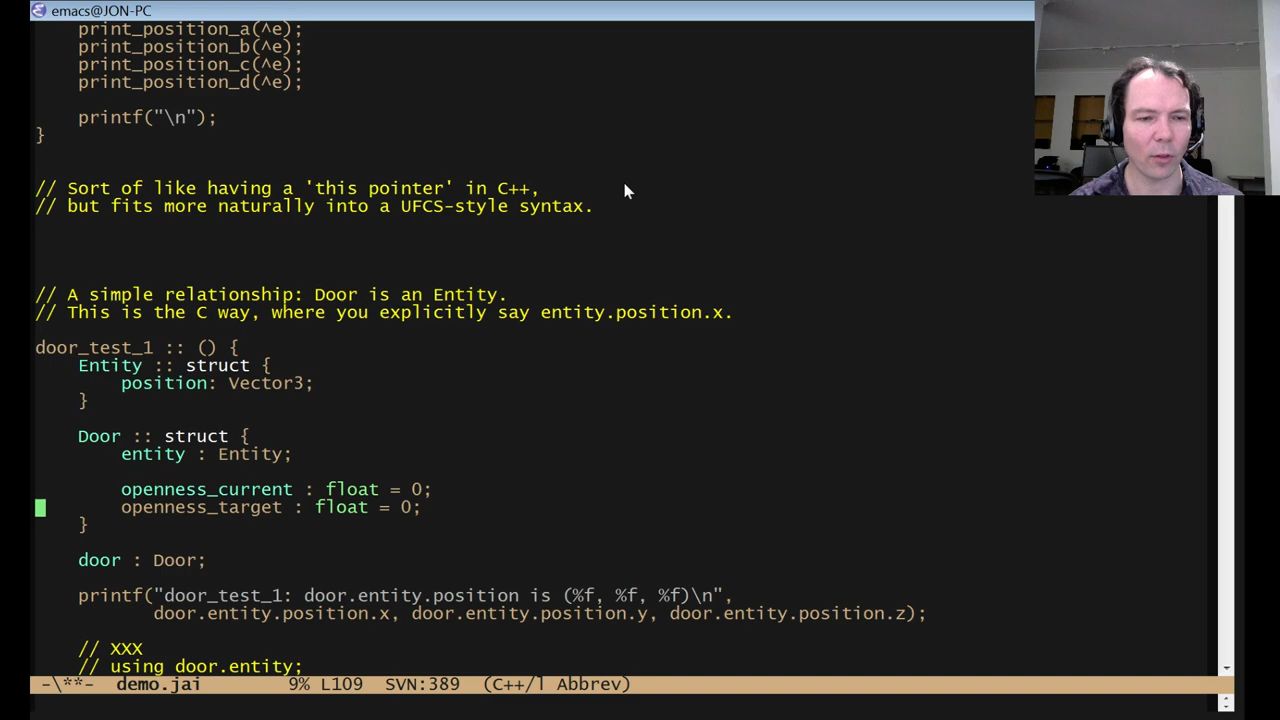 emacs@JON-PC
print_position_a(^e);
print_position_b(^e);
print_position_c(^e);
print_position_d(^e);
printf("\n");
}
// Sort of like having a 'this pointer' in C++,
// but fits more naturally into a UFCS-style syntax.
// A simple relationship: Door is an Entity.
// This is the C way, where you explicitly say entity.position.x.
door_test_1 :: () {
Entity :: struct {
position: Vector3;
}
Door :: struct {
entity : Entity;
openness_current : float = 0;
openness_target : float = 0;
}
door : Door;
printf("door_test_1: door.entity.position is (%f, %f, %f)\n",
door.entity.position.x, door.entity.position.y, door.entity.position.z);
// XXX
// using door.entity;
-\**- demo.jai 9% L109 SVN:389 (C++/l Abbrev)